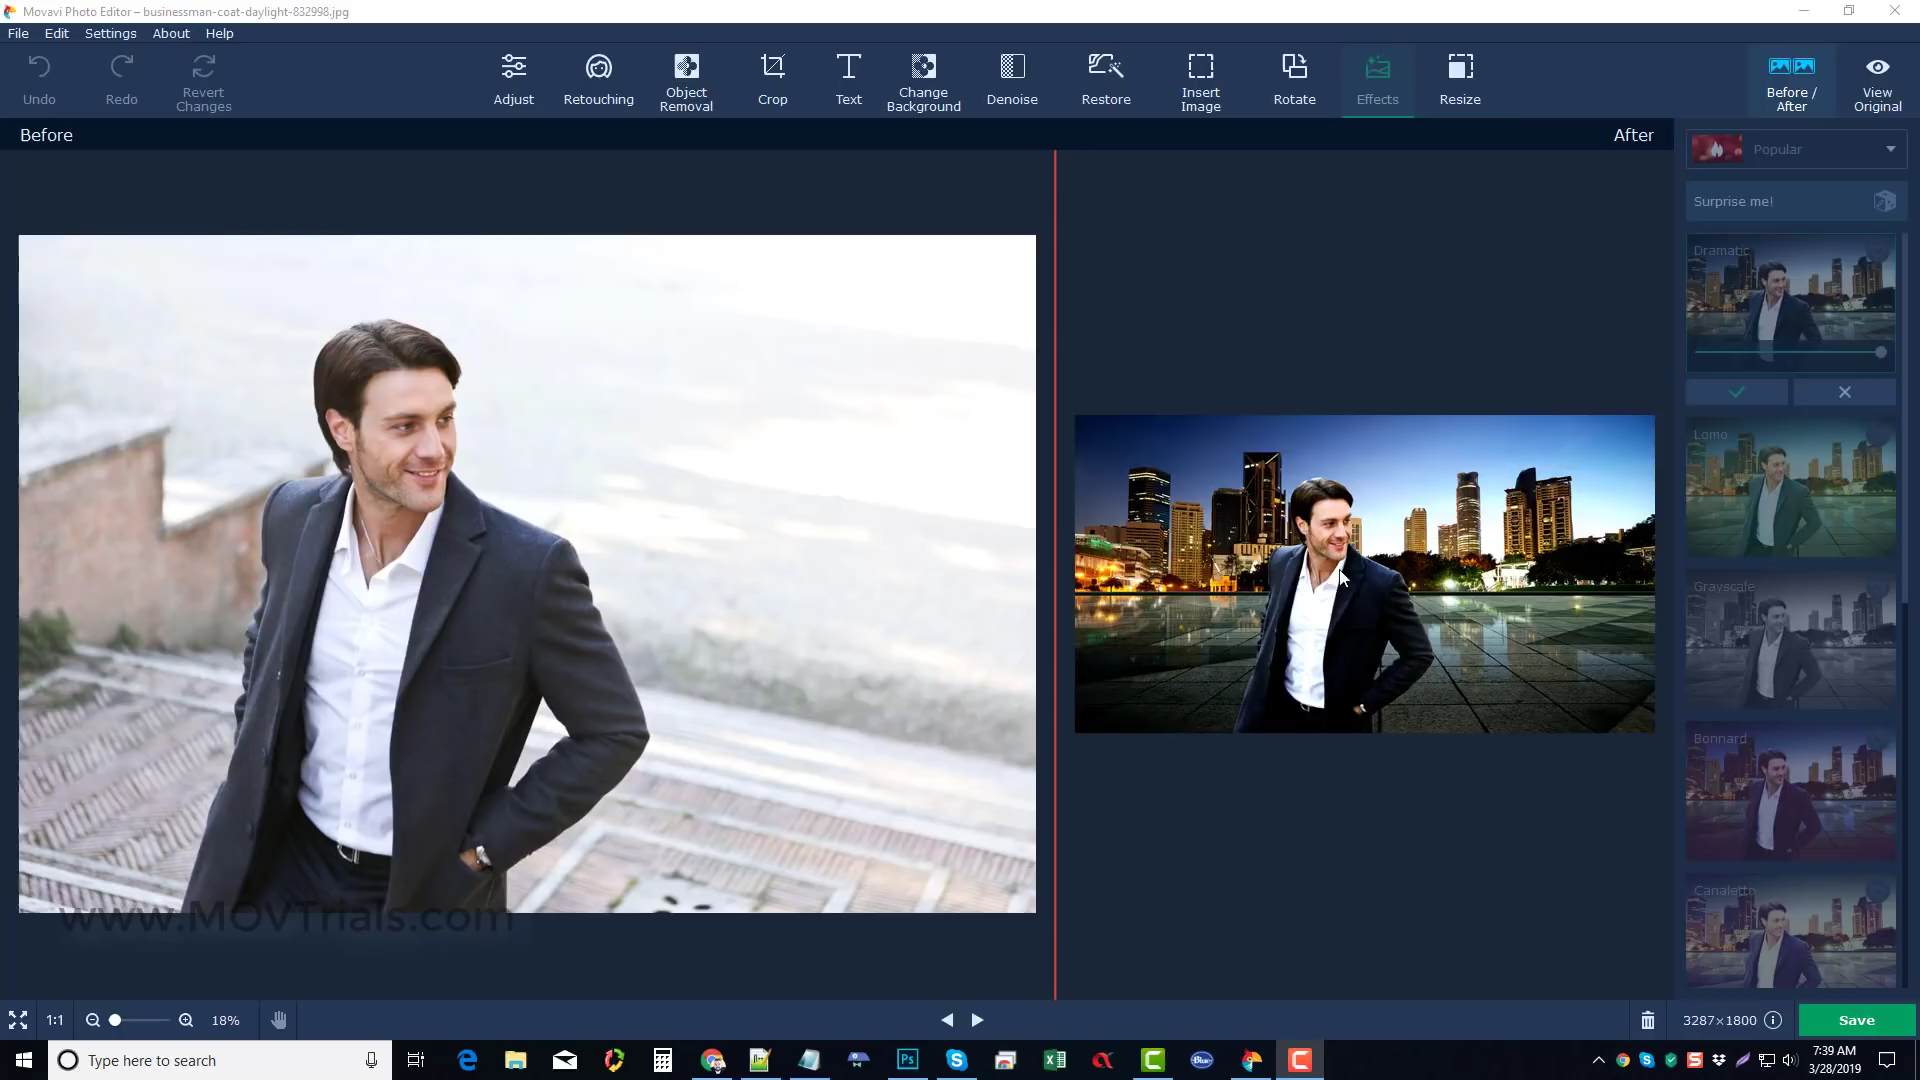 Movavi Photo Editor – businessman-coat-daylight-832998.jpg
File Edit Settings About Help
Undo
Redo
Revert
Changes
Adjust
Retouching
Object
Removal
Crop
Text
Change
Background
Denoise
Restore
Insert
Image
Rotate
Effects
Resize
Before /
After
View
Original
Before
After
Popular
Surprise me!
Dramatic
Lomo
Grayscale
Bonnard
Canaletto
www.MOVTrials.com
1:1
18%
3287×1800
Save
Type here to search
Ps
7:39 AM
3/28/2019